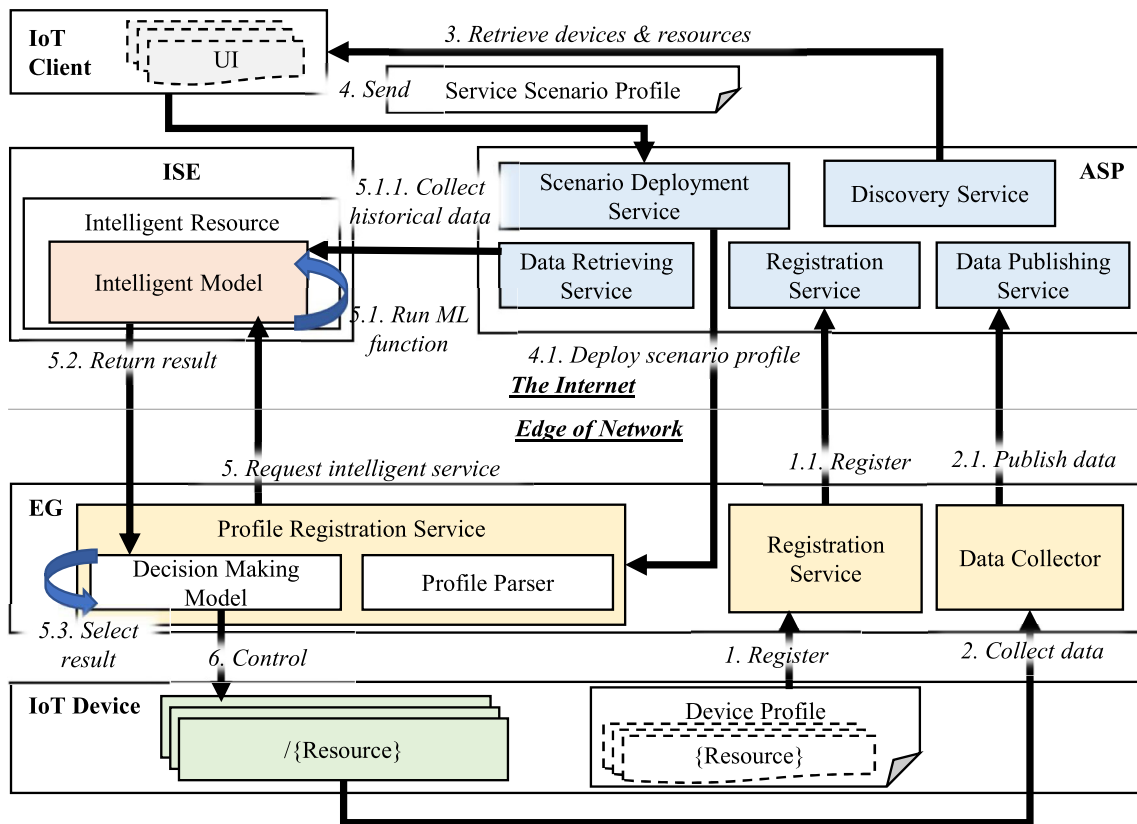 IoT
Client
UI
3. Retrieve devices & resources
4. Send
Service Scenario Profile
ISE
Intelligent Resource
Intelligent Model
5.1.1. Collect
historical data
5.1. Run ML
function
5.2. Return result
ASP
Scenario Deployment
Service
Discovery Service
Data Retrieving
Service
Registration
Service
Data Publishing
Service
4.1. Deploy scenario profile
The Internet
Edge of Network
5. Request intelligent service
1.1. Register
2.1. Publish data
EG
Profile Registration Service
Decision Making
Model
Profile Parser
Registration
Service
Data Collector
5.3. Select
result
6. Control
1. Register
2. Collect data
IoT Device
/{Resource}
Device Profile
{Resource}